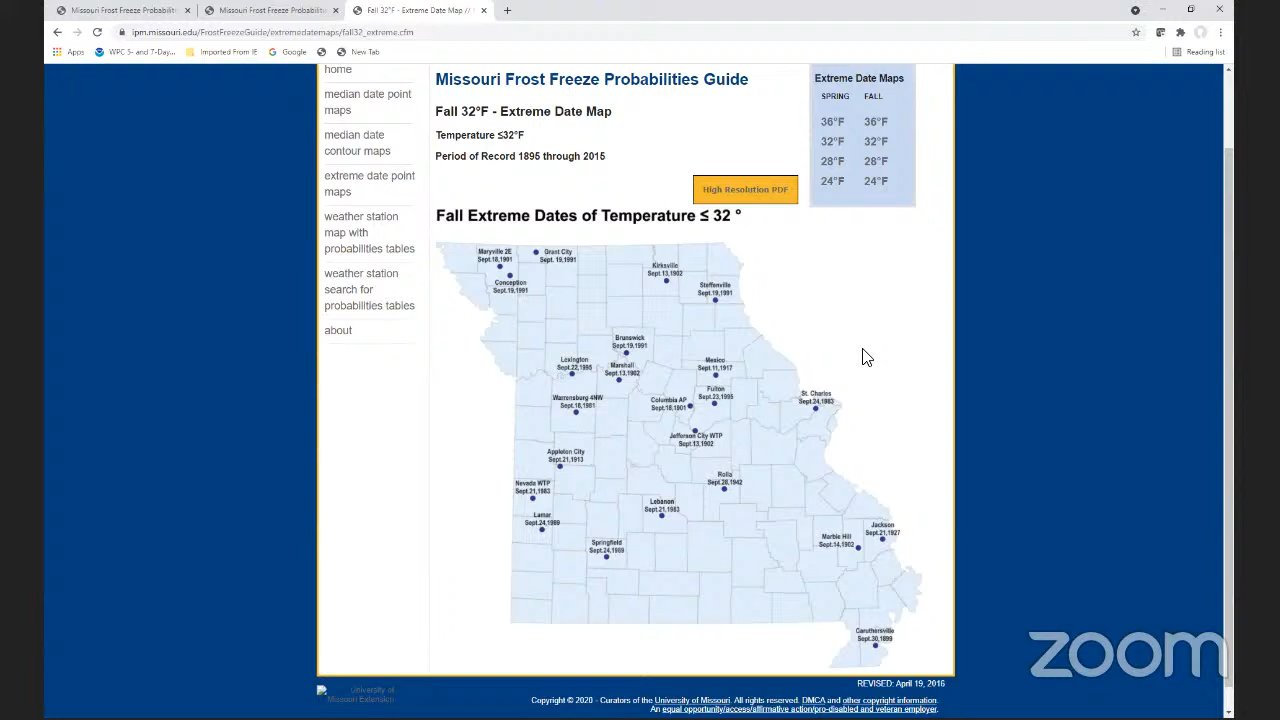 Missouri Frost Freeze Probabiliti
Missouri Frost Freeze Probabiliti
Fall 32°F - Extreme Date Map //
ipm.missouri.edu/FrostFreezeGuide/extremedatemaps/fall32_extreme.cfm
Apps
WPC 5- and 7-Day...
Imported From IE
Google
New Tab
Reading list
home
median date point
maps
median date
contour maps
extreme date point
maps
weather station
map with
probabilities tables
weather station
search for
probabilities tables
about
Missouri Frost Freeze Probabilities Guide
Fall 32°F - Extreme Date Map
Temperature ≤32°F
Period of Record 1895 through 2015
High Resolution PDF
Extreme Date Maps
SPRING FALL
36°F 36°F
32°F 32°F
28°F 28°F
24°F 24°F
Fall Extreme Dates of Temperature ≤ 32 °
Maryville 2E
Grant City
Sept. 19,1991
Conception
Sept.19,1991
Kirksville
Sept.13,1902
Steffenville
Sept.19,1991
Brunswick
Sept.19,1991
Lexington
Sept.22,1995
Marshall
Sept.13,1902
Mexico
Sept.11,1917
Warrensburg 4NW
Columbia AP
Fulton
Sept.23,1995
St. Charles
Sept.24,1983
Jefferson City WTP
Sept.13,1902
Appleton City
Sept.21,1913
Nevada WTP
Sept.21,1983
Rolla
Sept.28,1942
Lamar
Sept.24,1989
Lebanon
Sept.21,1983
Springfield
Sept.24,1989
Marble Hill
Sept.14,1902
Jackson
Sept.21,1927
Caruthersville
Sept.30,1899
zoom
University of
Missouri Extension
REVISED: April 19, 2016
Copyright © 2020 - Curators of the University of Missouri. All rights reserved. DMCA and other copyright information.
An equal opportunity/access/affirmative action/pro-disabled and veteran employer.